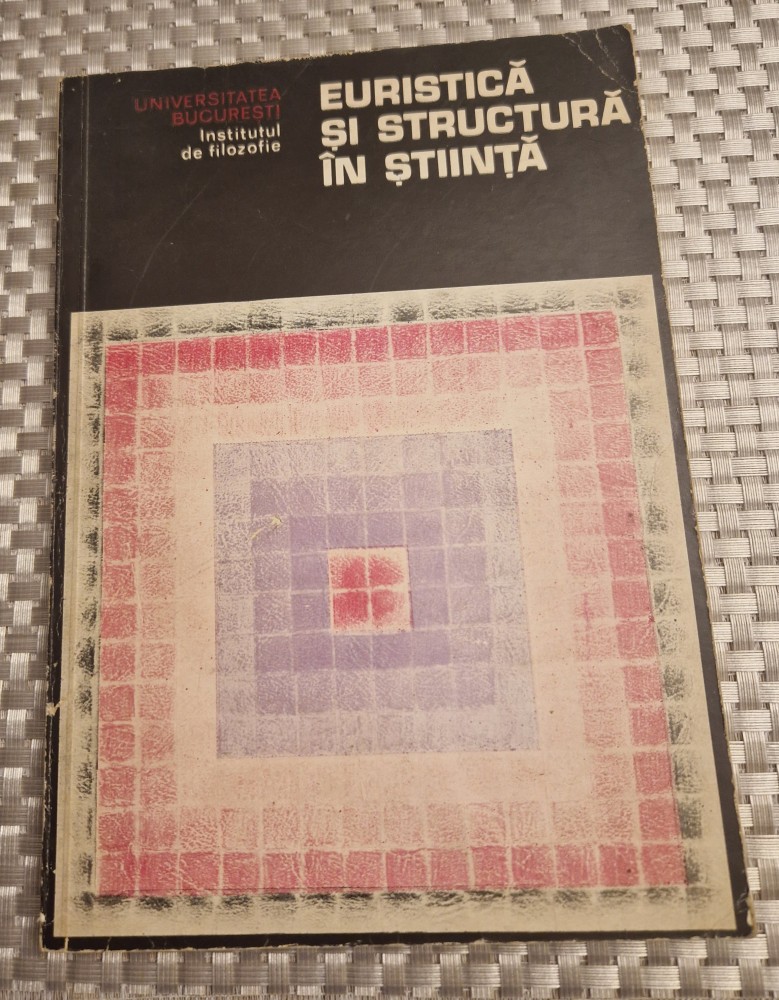 UNIVERSITATEA
BUCUREȘTI
Institutul
de filozofie
EURISTICĂ
ȘI STRUCTURĂ
ÎN ȘTIINȚĂ